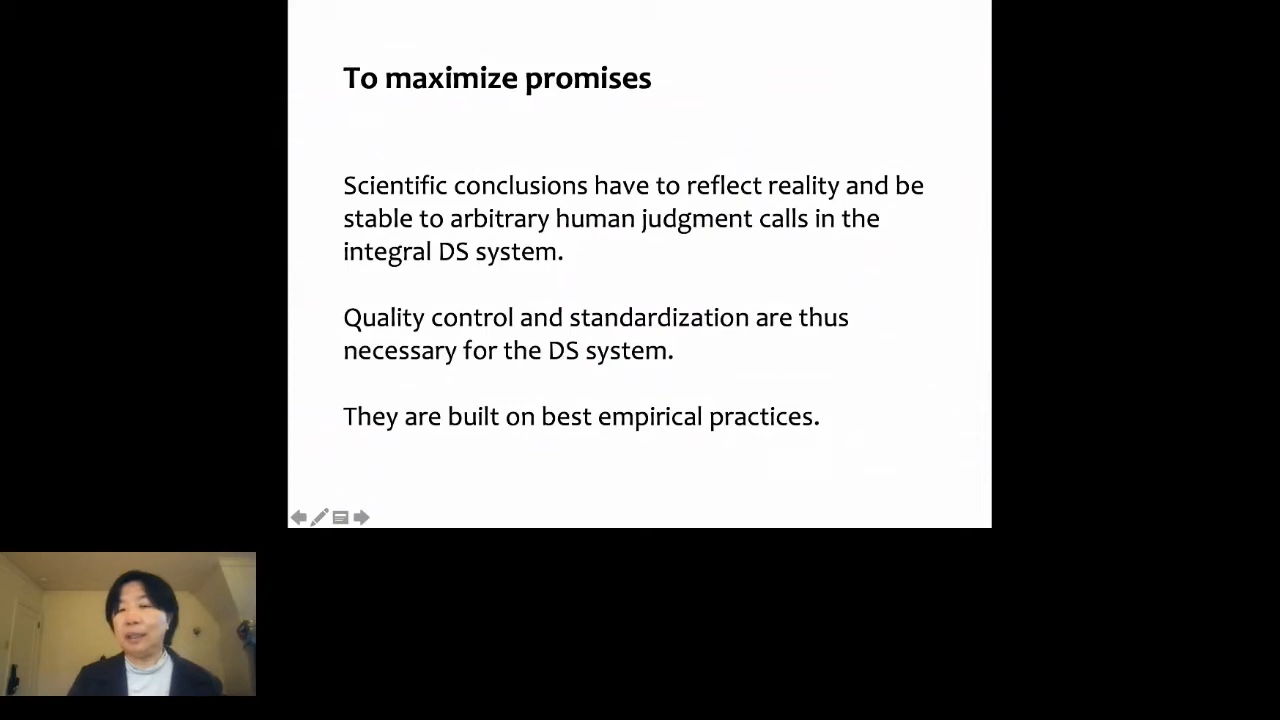 To maximize promises
Scientific conclusions have to reflect reality and be
stable to arbitrary human judgment calls in the
integral DS system.
Quality control and standardization are thus
necessary for the DS system.
They are built on best empirical practices.